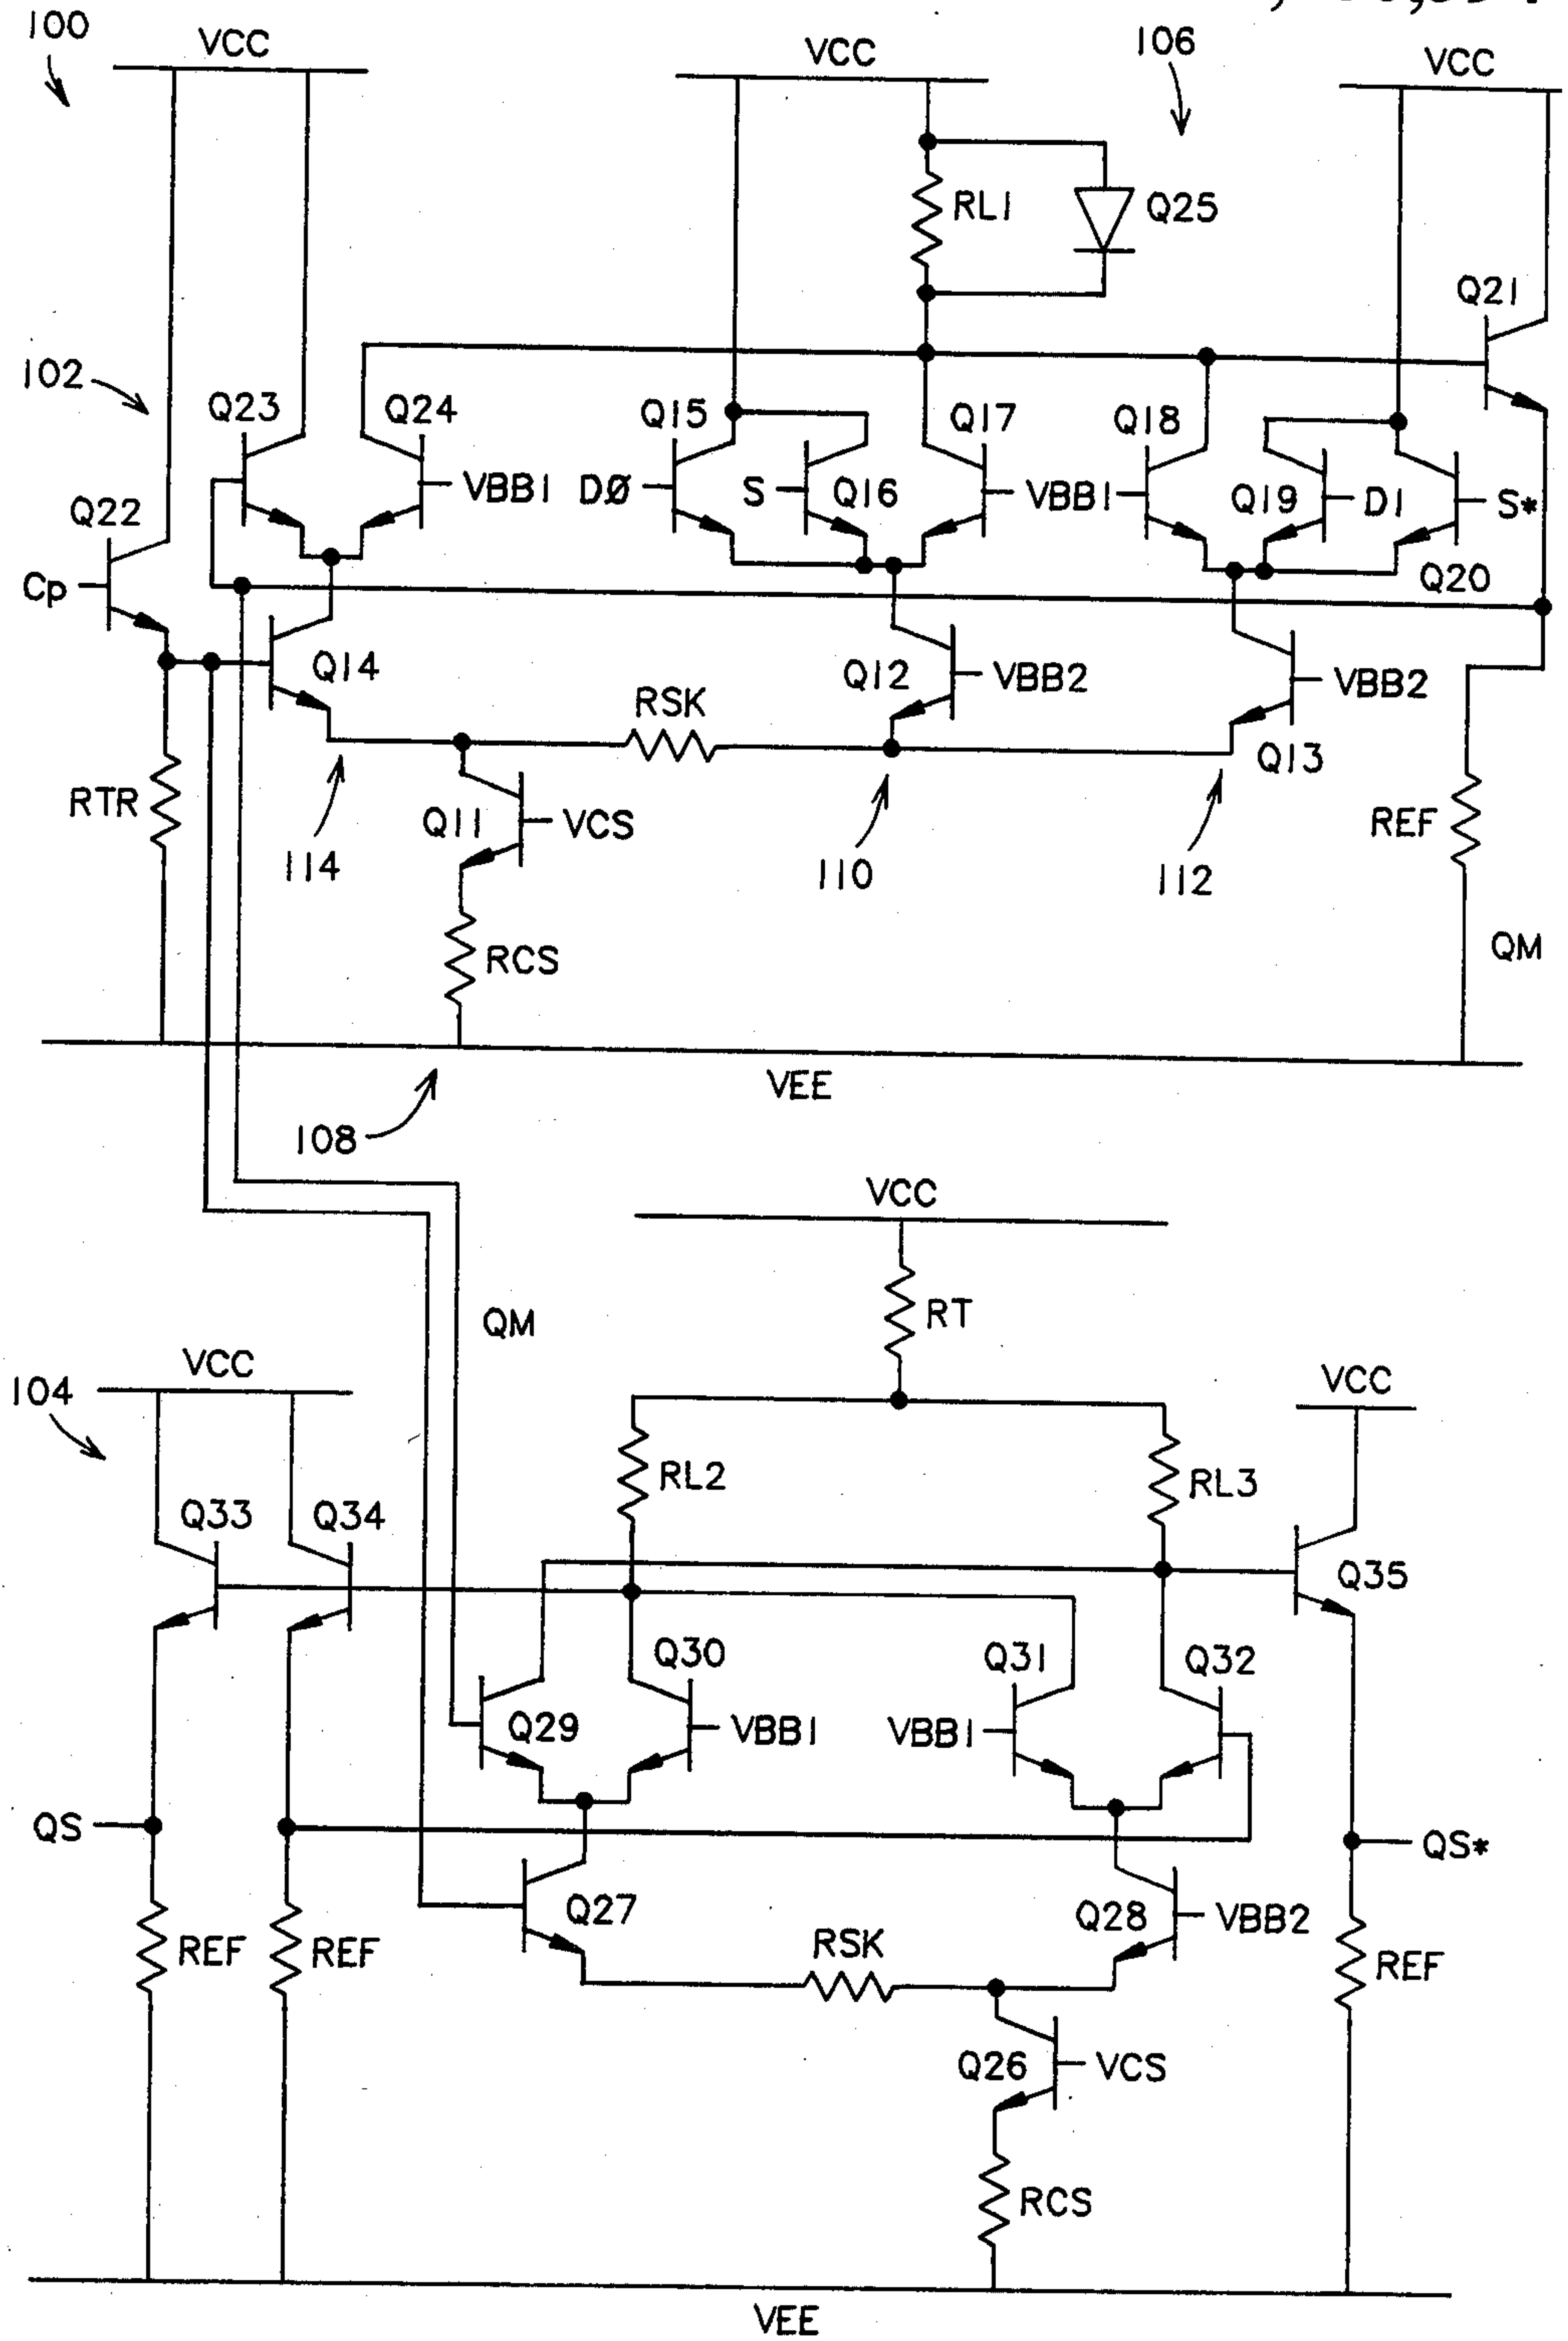 100
VCC
VCC
106
VCC
RL1
Q25
Q21
102
Q23
Q24
Q15
Q17
Q18
VBB1
DØ
S
Q16
VBB1
Q19
D1
S*
Q22
Cp
Q20
Q14
Q12
VBB2
VBB2
RSK
Q13
RTR
Q11
VCS
REF
114
110
112
RCS
QM
VEE
108
VCC
RT
QM
104
VCC
VCC
RL2
RL3
Q33
Q34
Q35
Q30
Q31
Q32
Q29
VBB1
VBB1
QS
QS*
Q27
Q28
VBB2
REF
REF
RSK
REF
Q26
VCS
RCS
VEE